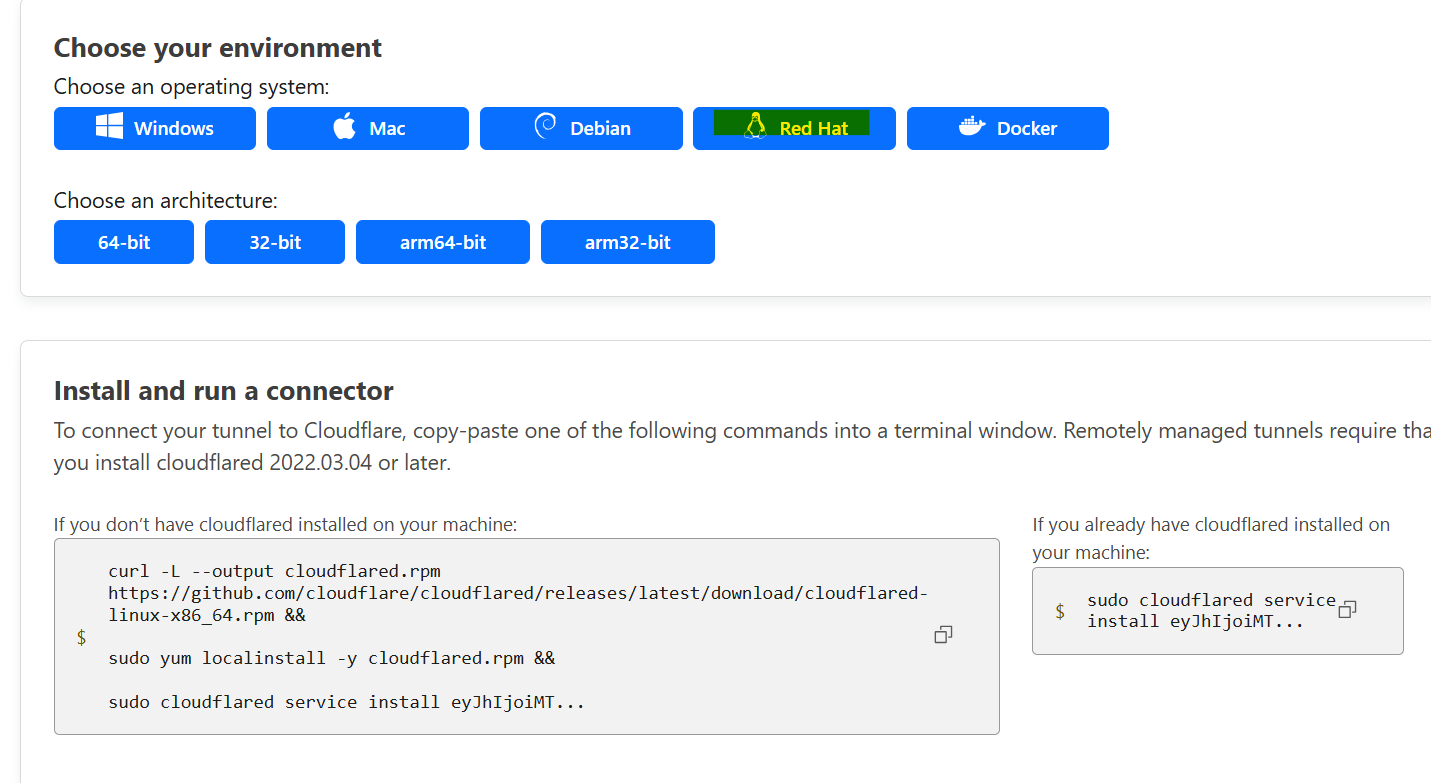 Choose your environment
Choose an operating system:
Windows Mac Debian Red Hat Docker
Choose an architecture:
64-bit 32-bit arm64-bit arm32-bit
Install and run a connector
To connect your tunnel to Cloudflare, copy-paste one of the following commands into a terminal window. Remotely managed tunnels require
you install cloudflared 2022.03.04 or later.
If you don’t have cloudflared installed on your machine:
$
curl -L --output cloudflared.rpm
https://github.com/cloudflare/cloudflared/releases/latest/download/cloudflared-
linux-x86_64.rpm &&
sudo yum localinstall -y cloudflared.rpm &&
sudo cloudflared service install eyJhIjoiMT...
If you already have cloudflared installed on
your machine:
$
sudo cloudflared service
install eyJhIjoiMT...